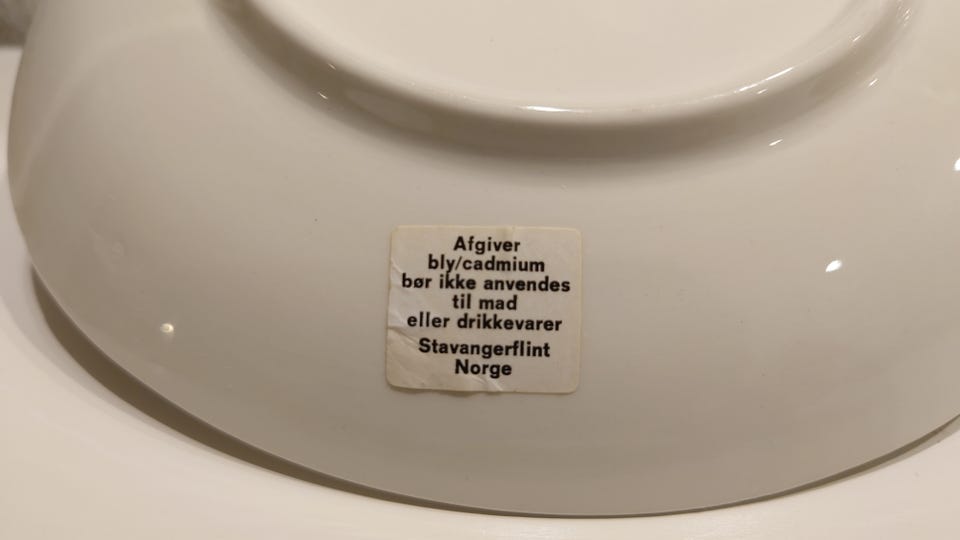 Afgiver
bly/cadmium
bør ikke anvendes
til mad
eller drikkevarer
Stavangerflint
Norge